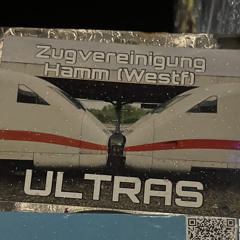 Zugvereinigung
Hamm (Westf)
ULTRAS